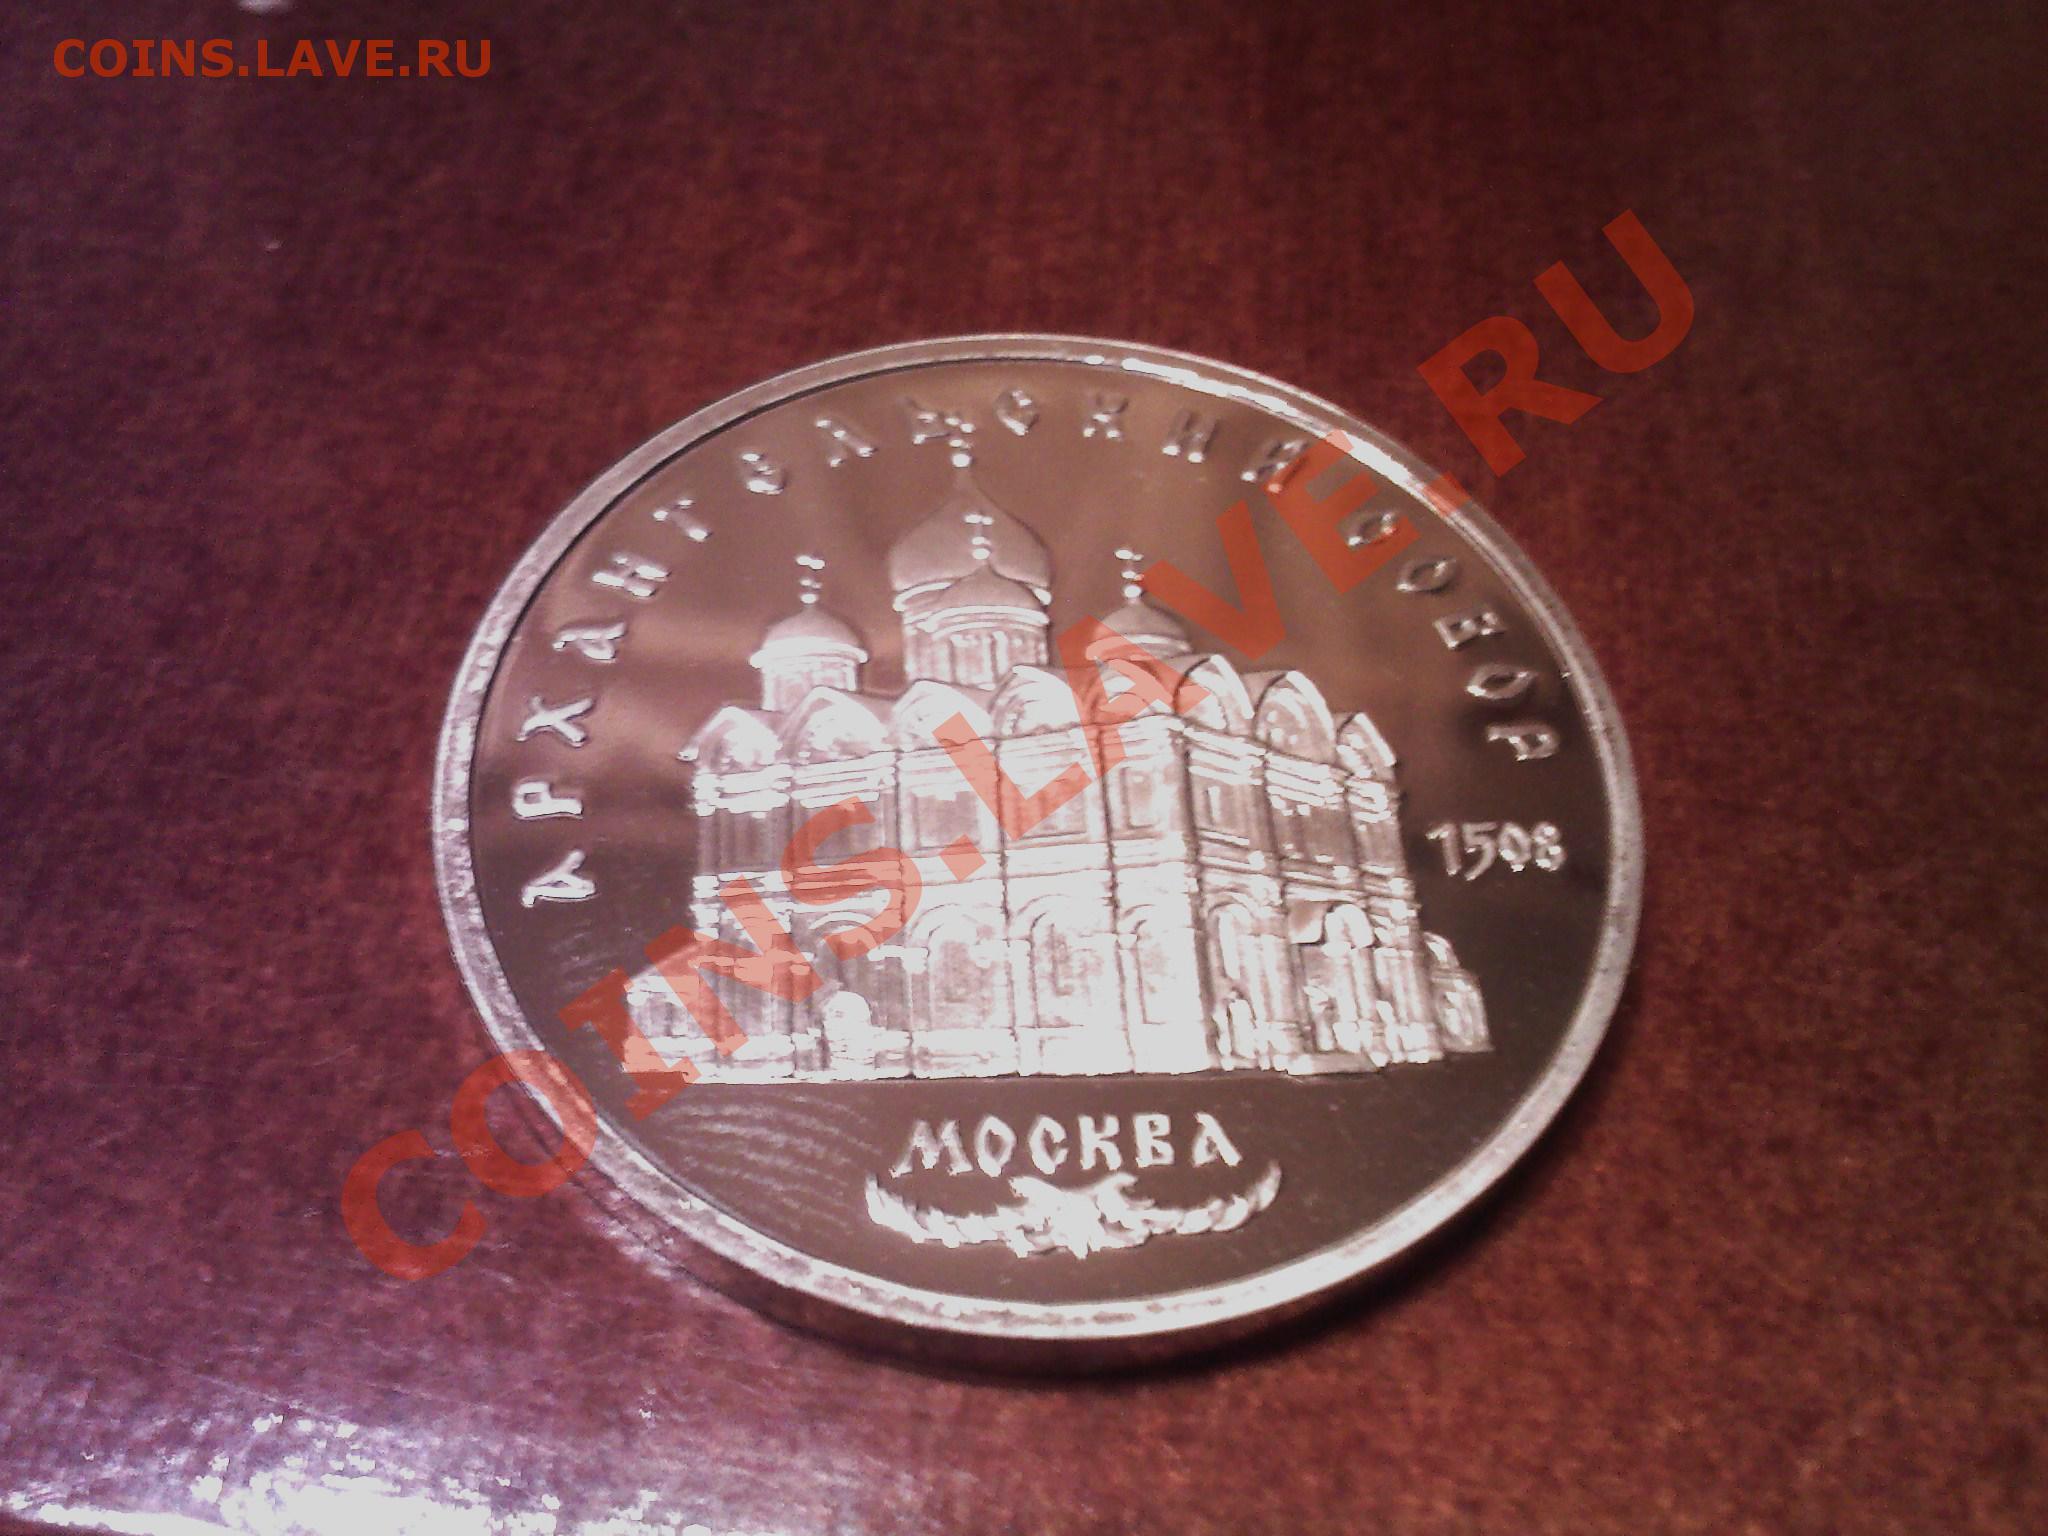 COINS.LAVE.RU
АРХАНГЕЛЬСКИЙ СОБОР
1508
МОСКВА
COINS.LAVE.RU